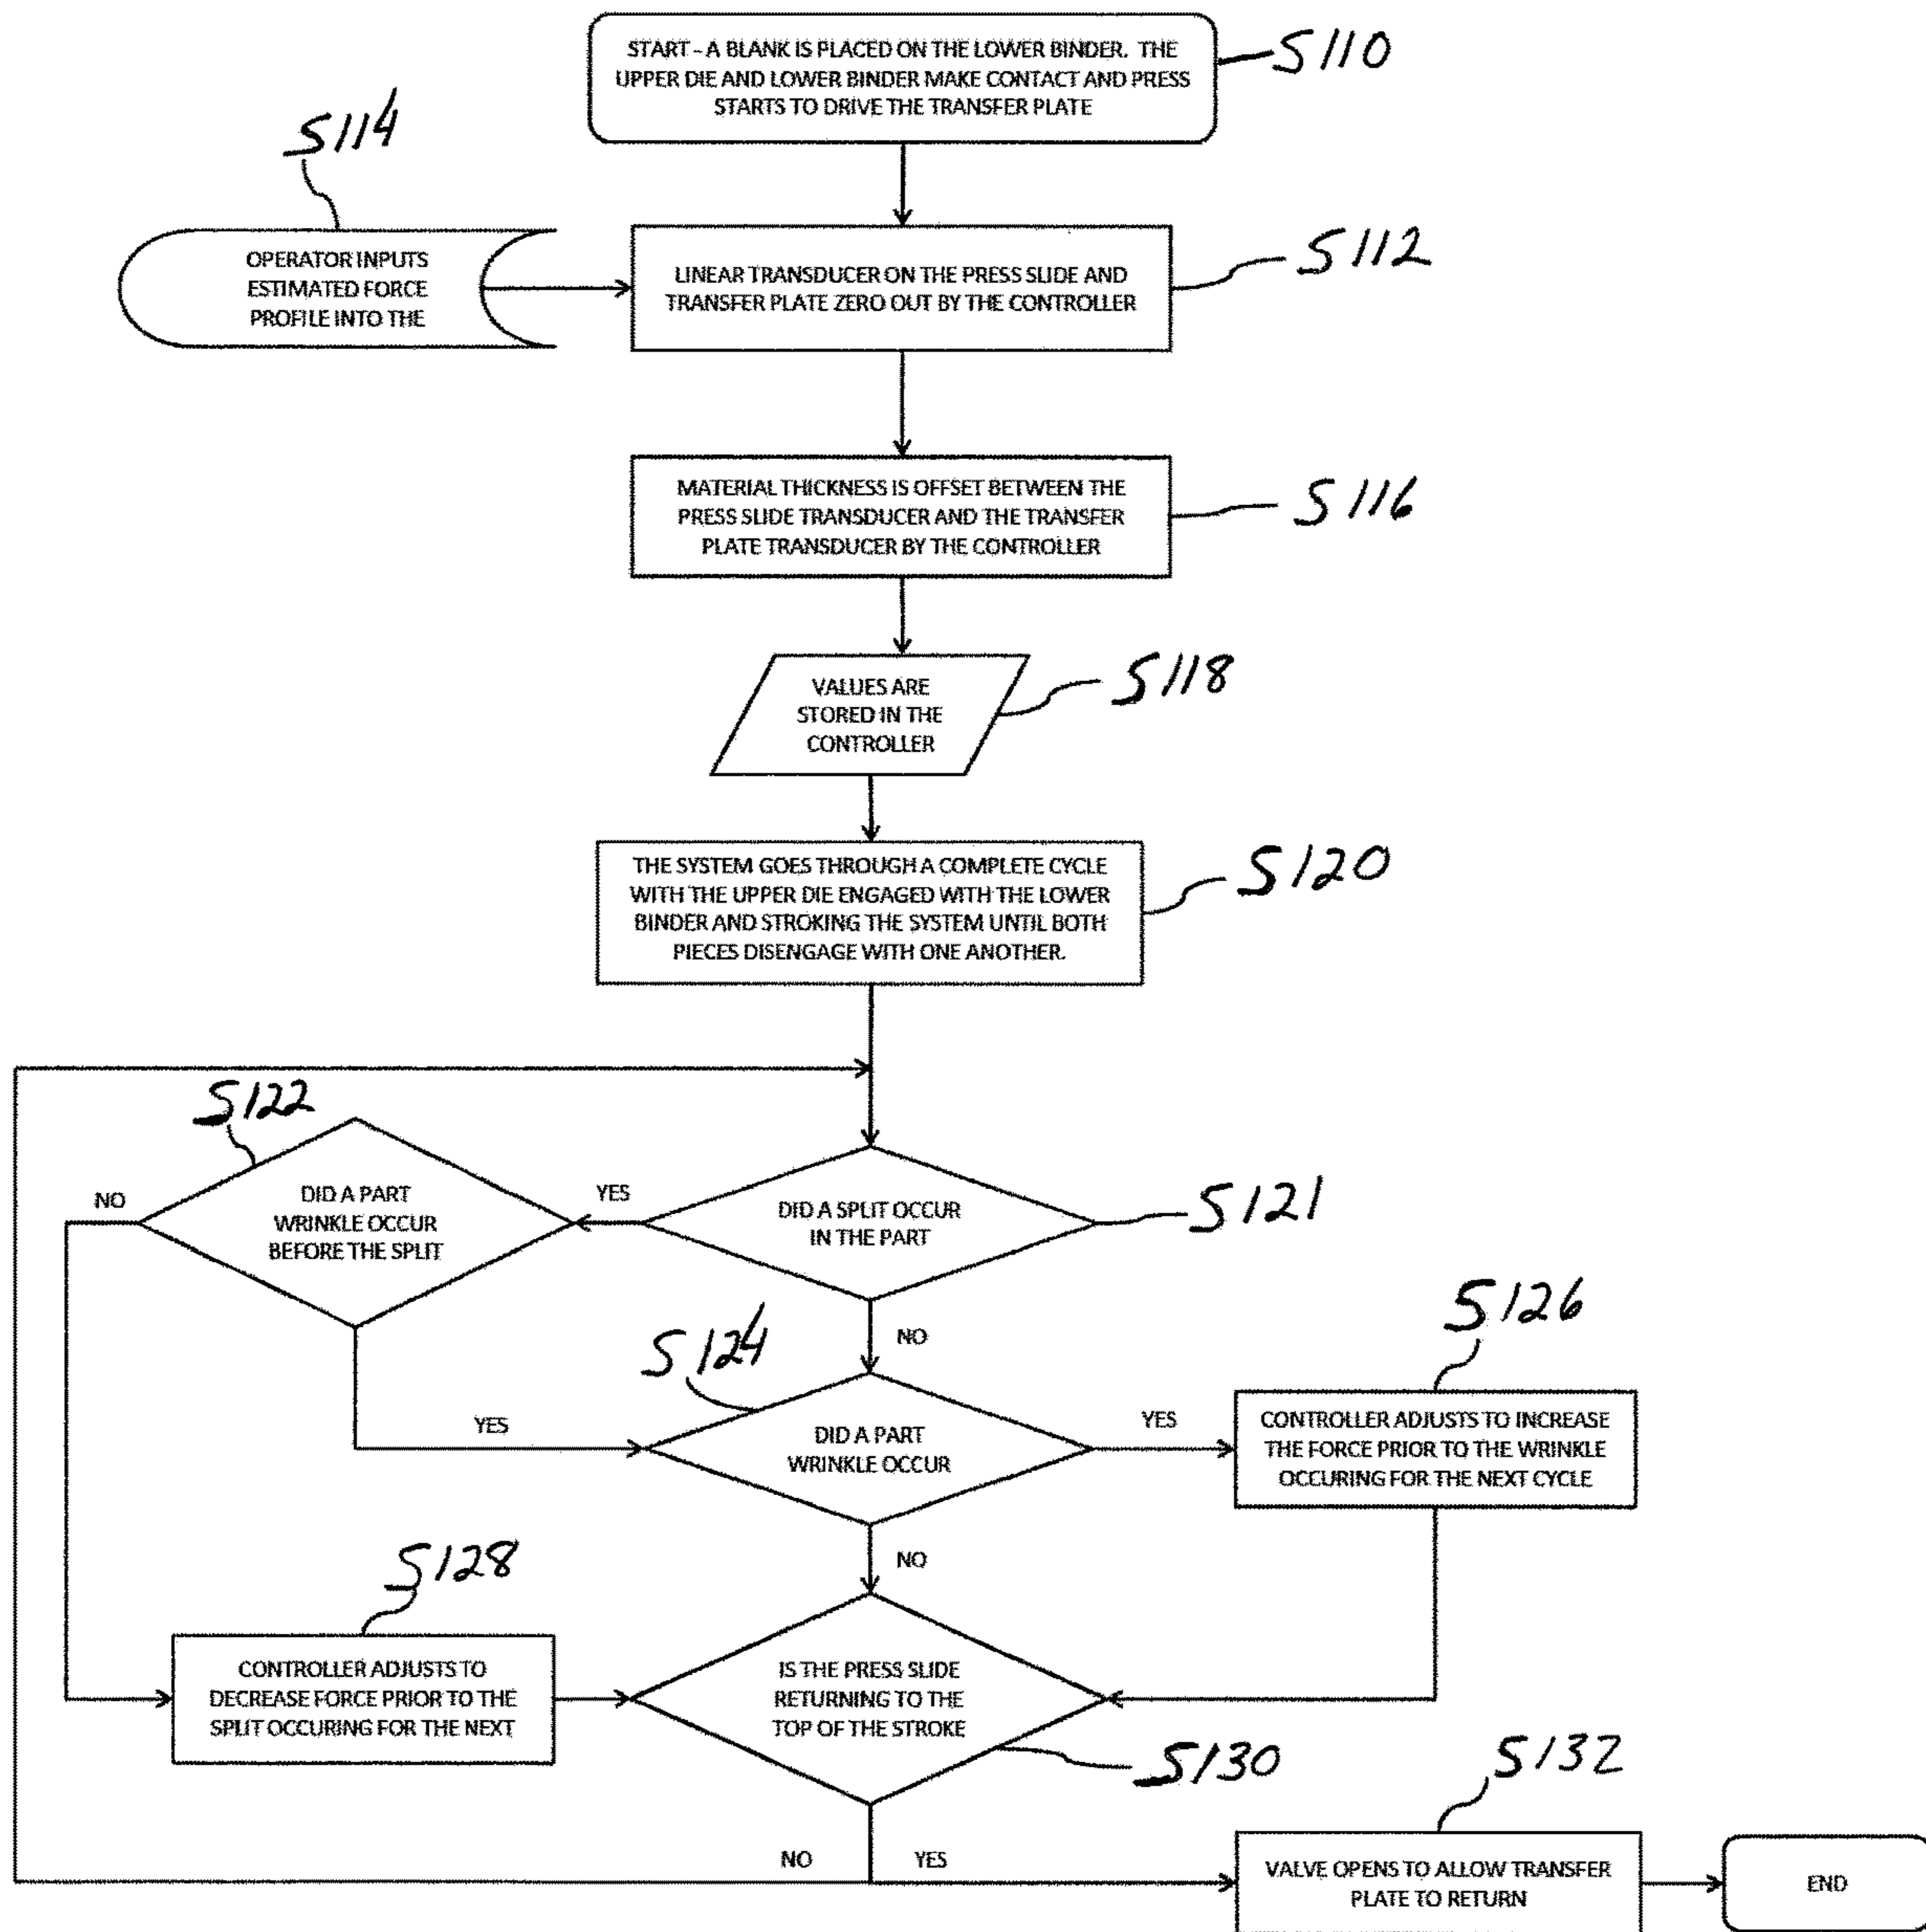 START - A BLANK IS PLACED ON THE LOWER BINDER. THE
UPPER DIE AND LOWER BINDER MAKE CONTACT AND PRESS
STARTS TO DRIVE THE TRANSFER PLATE
S110
S114
OPERATOR INPUTS
ESTIMATED FORCE
PROFILE INTO THE
LINEAR TRANSDUCER ON THE PRESS SLIDE AND
TRANSFER PLATE ZERO OUT BY THE CONTROLLER
S112
MATERIAL THICKNESS IS OFFSET BETWEEN THE
PRESS SLIDE TRANSDUCER AND THE TRANSFER
PLATE TRANSDUCER BY THE CONTROLLER
S116
VALUES ARE
STORED IN THE
CONTROLLER
S118
THE SYSTEM GOES THROUGH A COMPLETE CYCLE
WITH THE UPPER DIE ENGAGED WITH THE LOWER
BINDER AND STROKING THE SYSTEM UNTIL BOTH
PIECES DISENGAGE WITH ONE ANOTHER.
S120
S122
NO
DID A PART
WRINKLE OCCUR
BEFORE THE SPLIT
YES
DID A SPLIT OCCUR
IN THE PART
S121
NO
S124
YES
DID A PART
WRINKLE OCCUR
YES
S126
CONTROLLER ADJUSTS TO INCREASE
THE FORCE PRIOR TO THE WRINKLE
OCCURING FOR THE NEXT CYCLE
NO
S128
CONTROLLER ADJUSTS TO
DECREASE FORCE PRIOR TO THE
SPLIT OCCURING FOR THE NEXT
IS THE PRESS SLIDE
RETURNING TO THE
TOP OF THE STROKE
S130
NO
YES
S132
VALVE OPENS TO ALLOW TRANSFER
PLATE TO RETURN
END